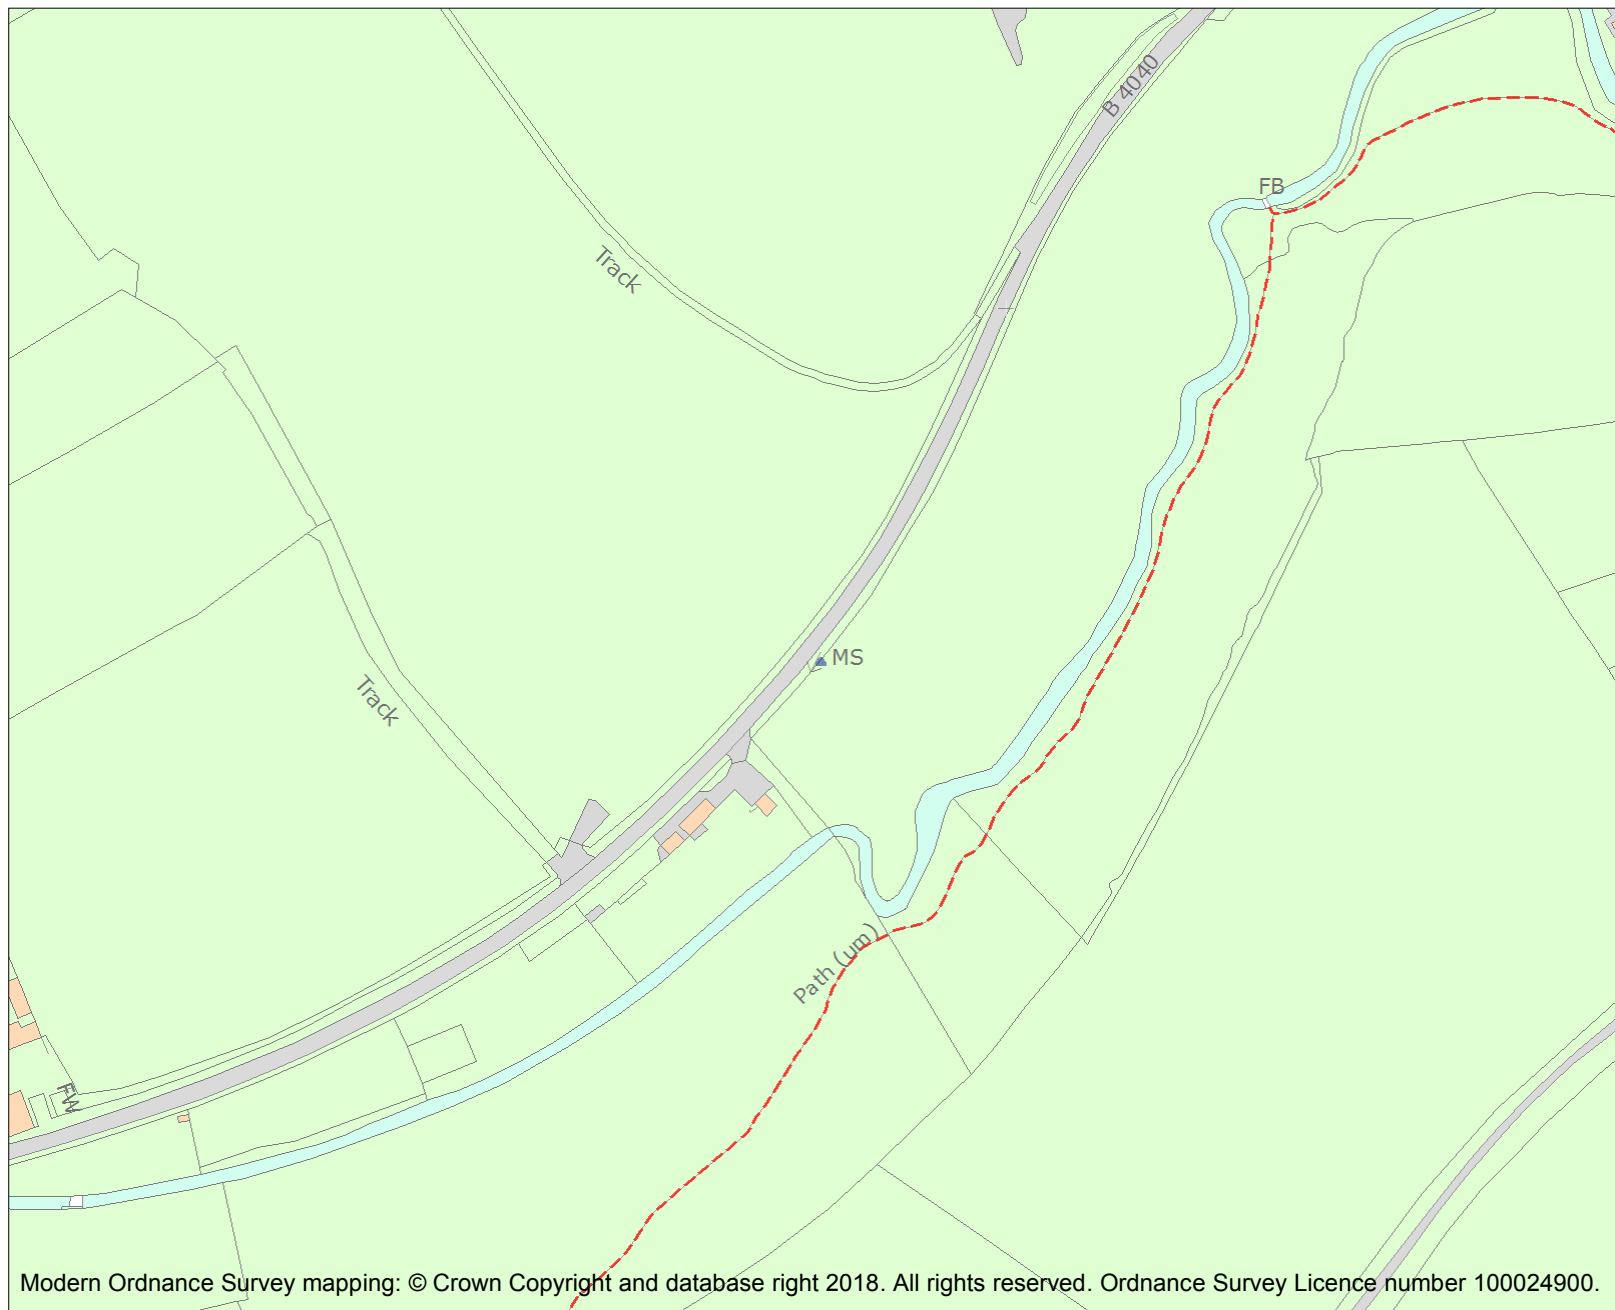 B 4040
FB
Track
MS
Track
Path (um)
FW
Modern Ordnance Survey mapping: © Crown Copyright and database right 2018. All rights reserved. Ordnance Survey Licence number 100024900.